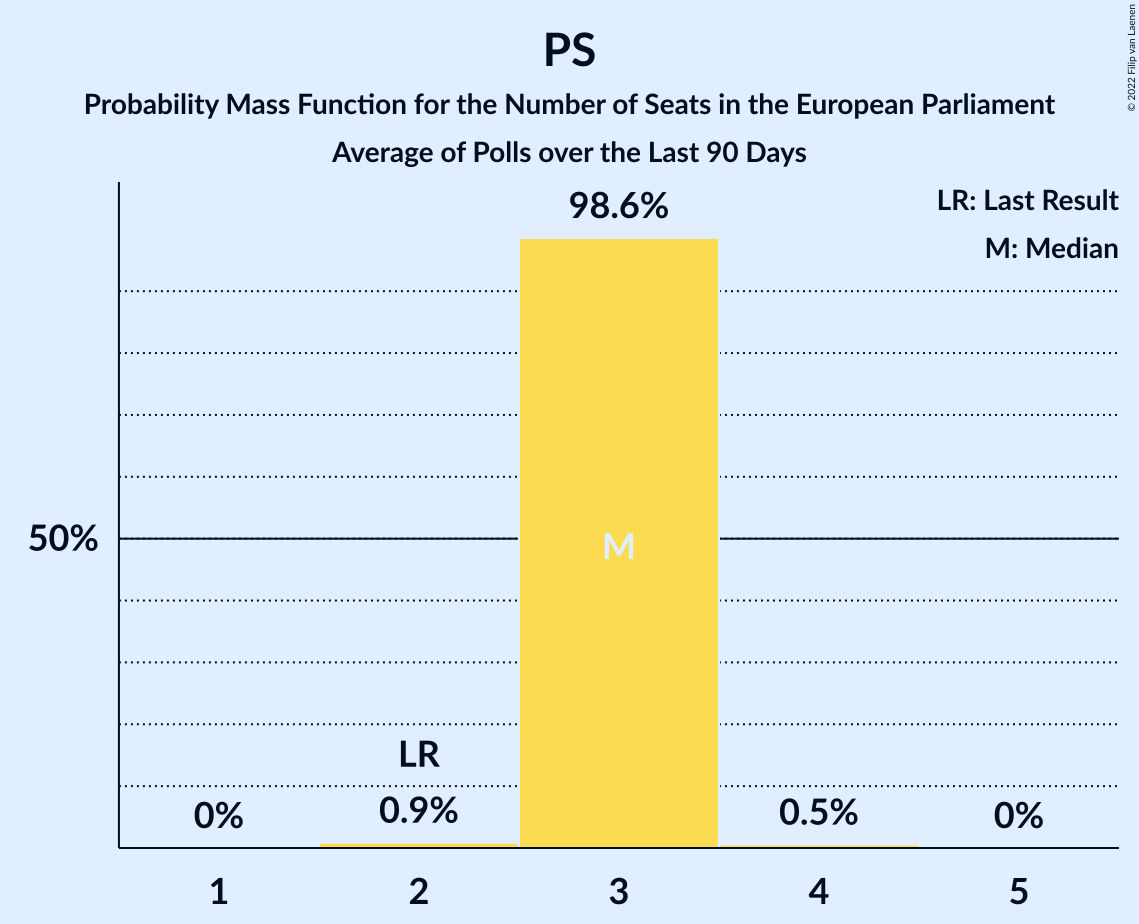 PS
Probability Mass Function for the Number of Seats in the European Parliament
Average of Polls over the Last 90 Days
© 2022 Filip van Laenen
LR: Last Result
M: Median
98.6%
50%
M
LR
0%
0.9%
0.5%
0%
1
2
3
4
5